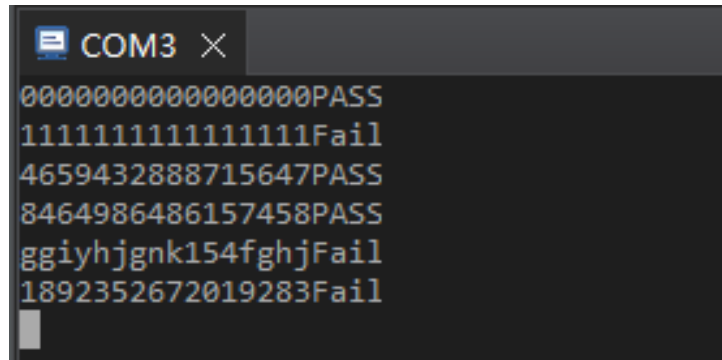 COM3
0000000000000000PASS
1111111111111111Fail
4659432888715647PASS
8464986486157458PASS
ggiyhjgnk154fghjFail
1892352672019283Fail